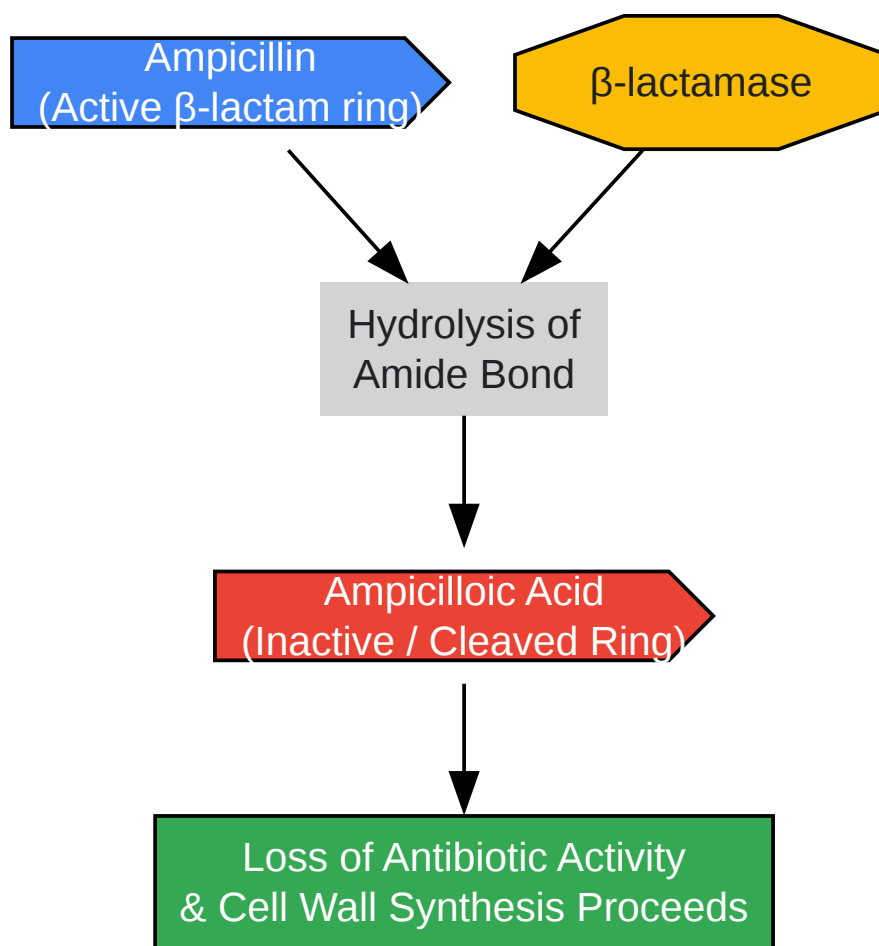 Ampicillin
(Active β-lactam ring)
β-lactamase
Hydrolysis of
Amide Bond
Ampicilloic Acid
(Inactive / Cleaved Ring)
Loss of Antibiotic Activity
& Cell Wall Synthesis Proceeds